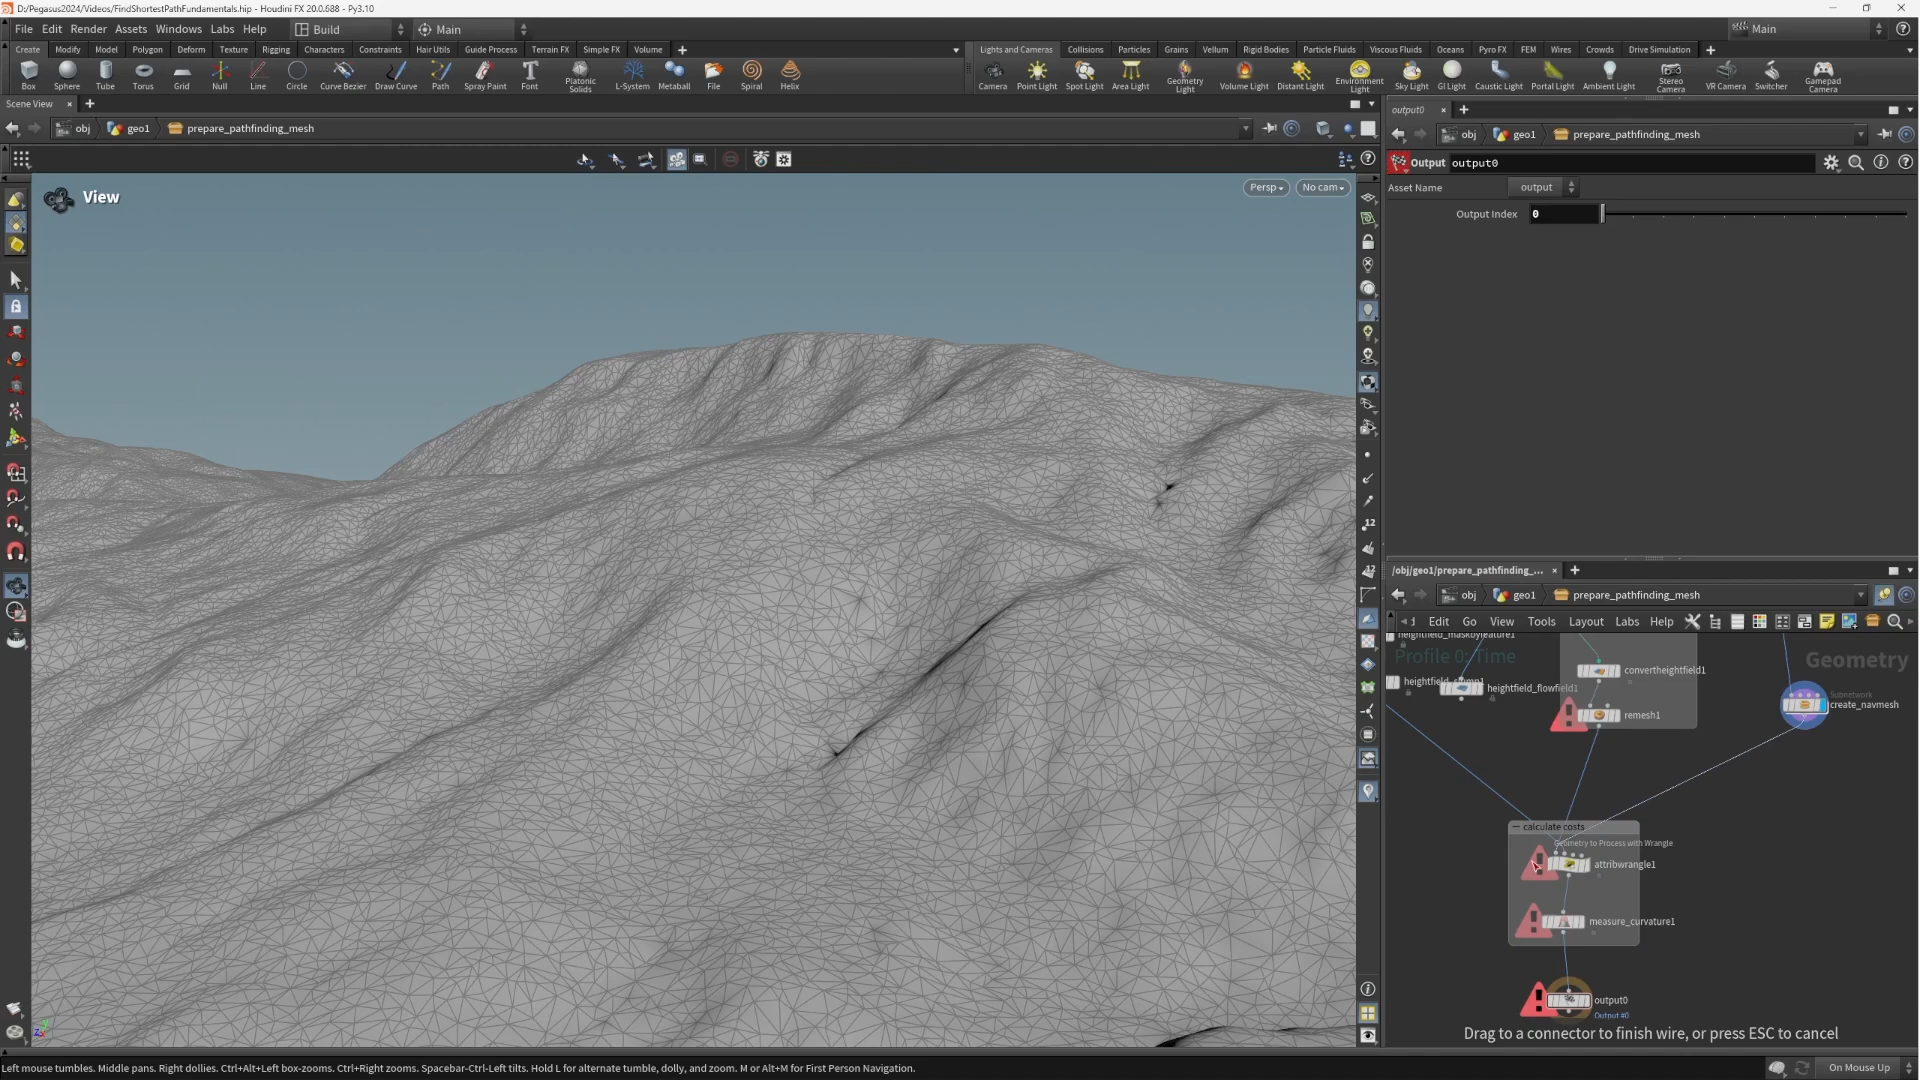 D:/Pegasus2024/Videos/FindShortestPathFundamentals.hip - Houdini FX 20.0.688 - Py3.10
File Edit Render Assets Windows Labs Help Build Main Main
Create Modify Model Polygon Deform Texture Rigging Characters Constraints Hair Utils Guide Process Terrain FX Simple FX Volume
Lights and Cameras Collisions Particles Grains Vellum Rigid Bodies Particle Fluids Viscous Fluids Oceans Pyro FX FEM Wires Crowds Drive Simulation
Box Sphere Tube Torus Grid Null Line Circle Curve Bezier Draw Curve Path Spray Paint Font Platonic Solids L-System Metaball File Spiral Helix
Camera Point Light Spot Light Area Light Geometry Light Volume Light Distant Light Environment Light Sky Light GI Light Caustic Light Portal Light Ambient Light Stereo Camera VR Camera Switcher Gamepad Camera
Scene View
obj geo1 prepare_pathfinding_mesh
View
Persp
No cam
12
12
output0
obj geo1 prepare_pathfinding_mesh
Output output0
Asset Name output
Output Index 0
/obj/geo1/prepare_pathfinding_...
obj geo1 prepare_pathfinding_mesh
Edit Go View Tools Layout Labs Help
heightfield_maskbyfeature1
Profile 0: Time
Geometry
convertheightfield1
heightfield_flowfield1
Subnetwork
create_navmesh
remesh1
calculate costs
Geometry to Process with Wrangle
attribwrangle1
measure_curvature1
output0
Output #0
Drag to a connector to finish wire, or press ESC to cancel
Left mouse tumbles. Middle pans. Right dollies. Ctrl+Alt+Left box-zooms. Ctrl+Right zooms. Spacebar-Ctrl-Left tilts. Hold L for alternate tumble, dolly, and zoom. M or Alt+M for First Person Navigation.
On Mouse Up